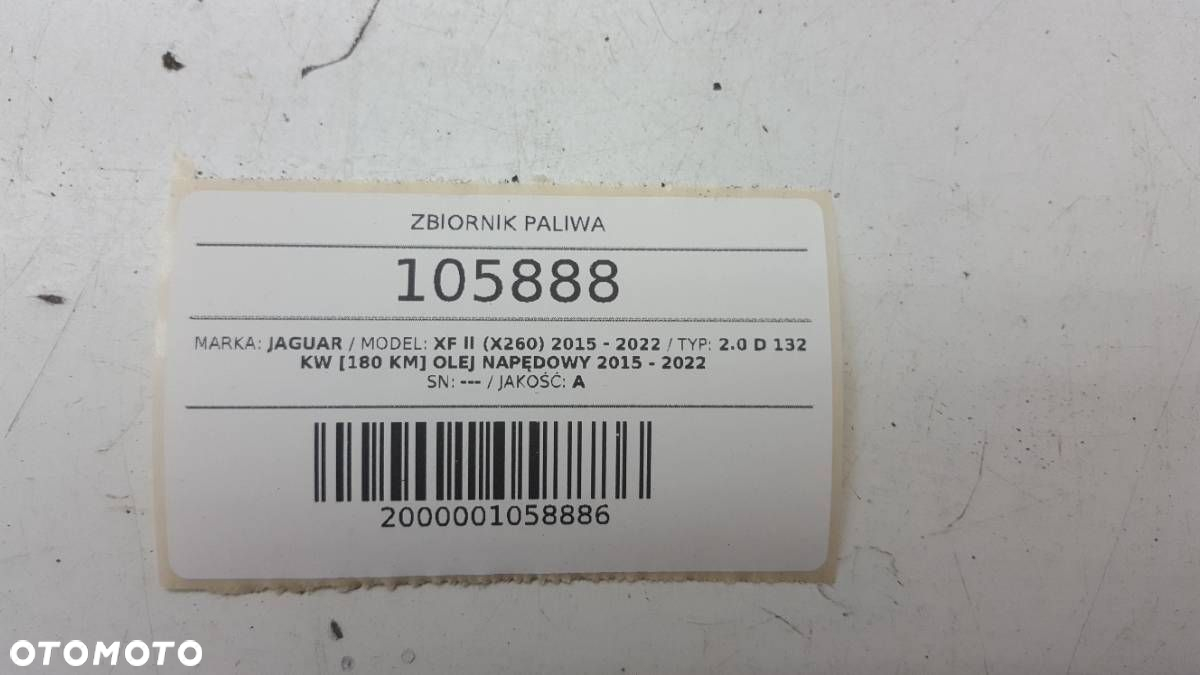 ZBIORNIK PALIWA
105888
MARKA: JAGUAR / MODEL: XF II (X260) 2015 - 2022 / TYP: 2.0 D 132
KW [180 KM] OLEJ NAPĘDOWY 2015 - 2022
SN: --- / JAKOŚĆ: A
2000001058886
OTOMOTO